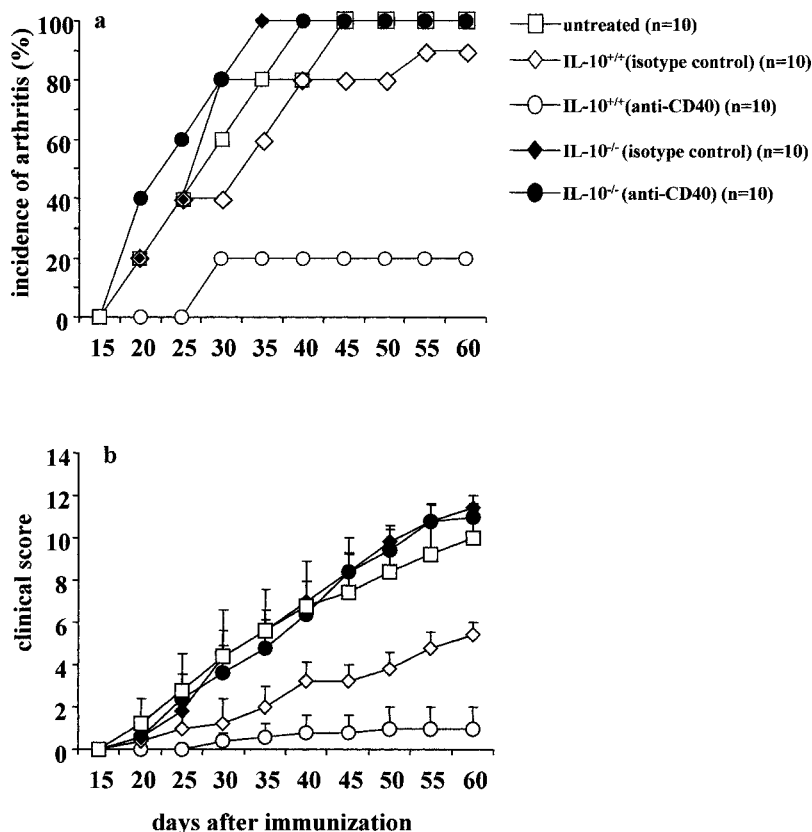 a
incidence of arthritis (%)
100
80
60
40
20
0
15 20 25 30 35 40 45 50 55 60
untreated (n=10)
IL-10+/+ (isotype control) (n=10)
IL-10+/+ (anti-CD40) (n=10)
IL-10-/- (isotype control) (n=10)
IL-10-/- (anti-CD40) (n=10)
b
clinical score
14
12
10
8
6
4
2
0
15 20 25 30 35 40 45 50 55 60
days after immunization